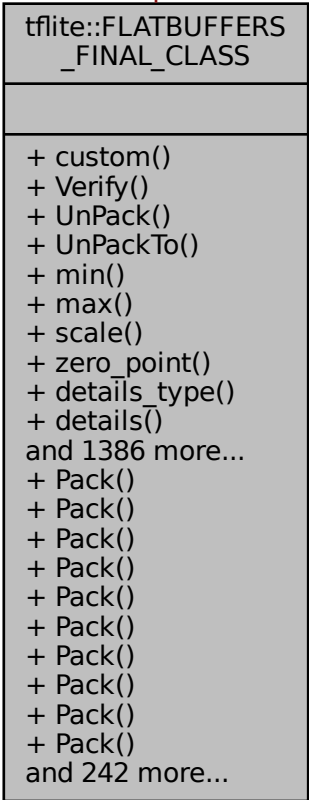 tflite::FLATBUFFERS
_FINAL_CLASS
+ custom()
+ Verify()
+ UnPack()
+ UnPackTo()
+ min()
+ max()
+ scale()
+ zero_point()
+ details_type()
+ details()
and 1386 more...
+ Pack()
+ Pack()
+ Pack()
+ Pack()
+ Pack()
+ Pack()
+ Pack()
+ Pack()
+ Pack()
+ Pack()
and 242 more...